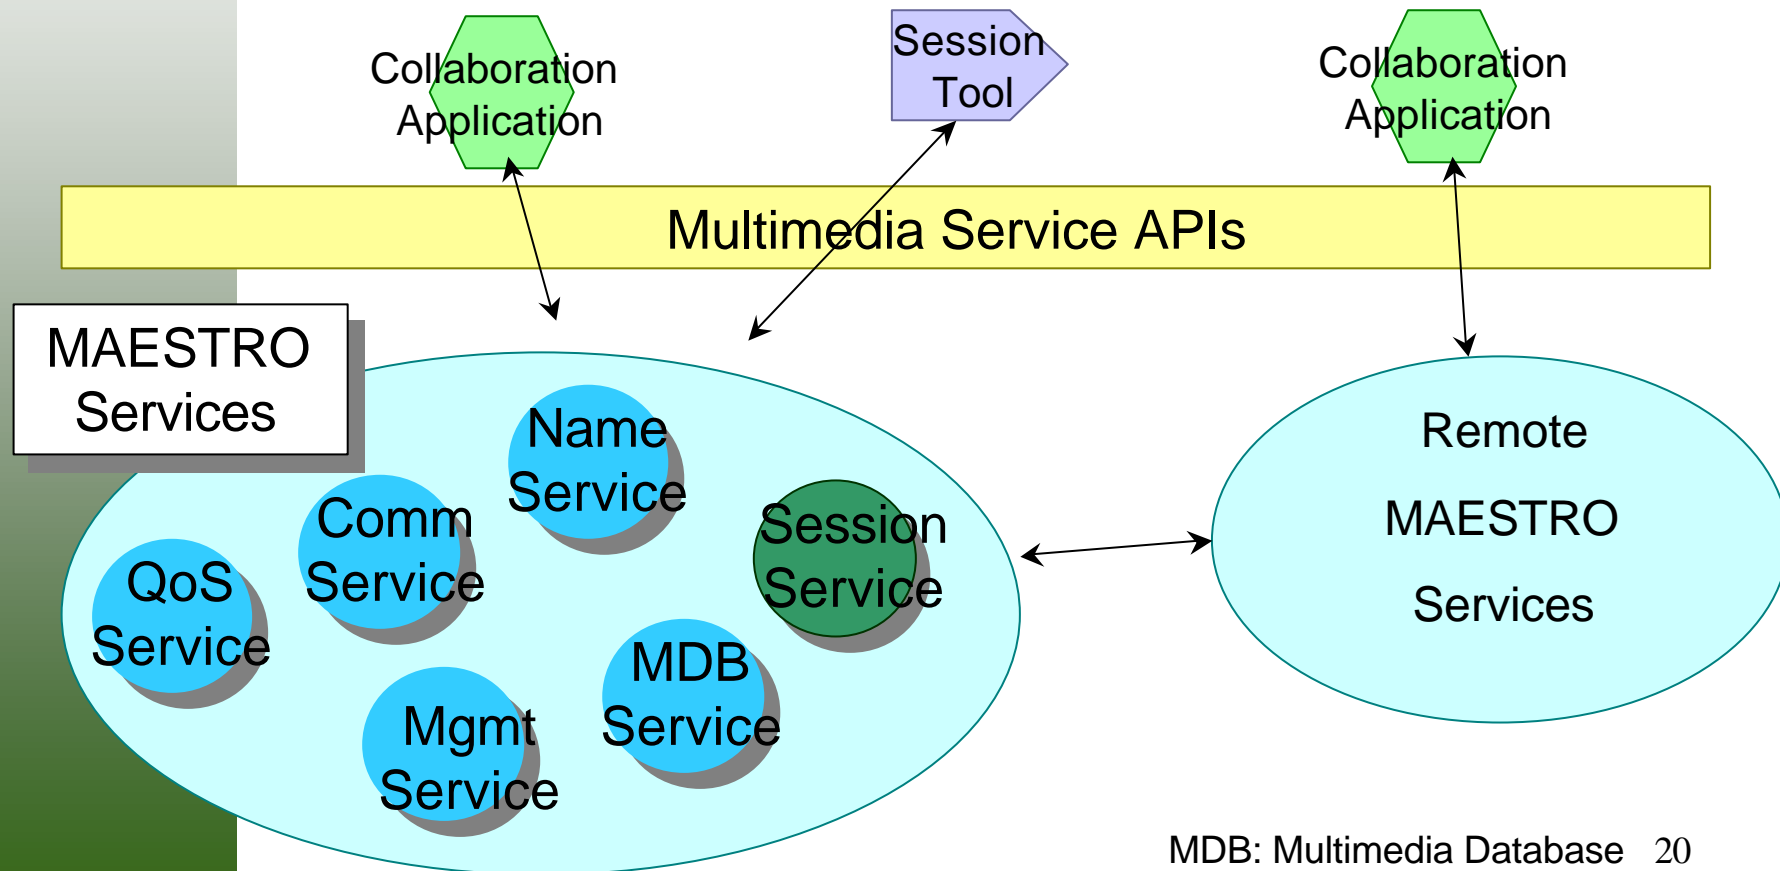 Collaboration
Application
Session
Tool
Collaboration
Application
Multimedia Service APIs
MAESTRO
Services
Name
Service
Comm
Service
Session
Service
QoS
Service
MDB
Service
Mgmt
Service
Remote
MAESTRO
Services
MDB: Multimedia Database 20